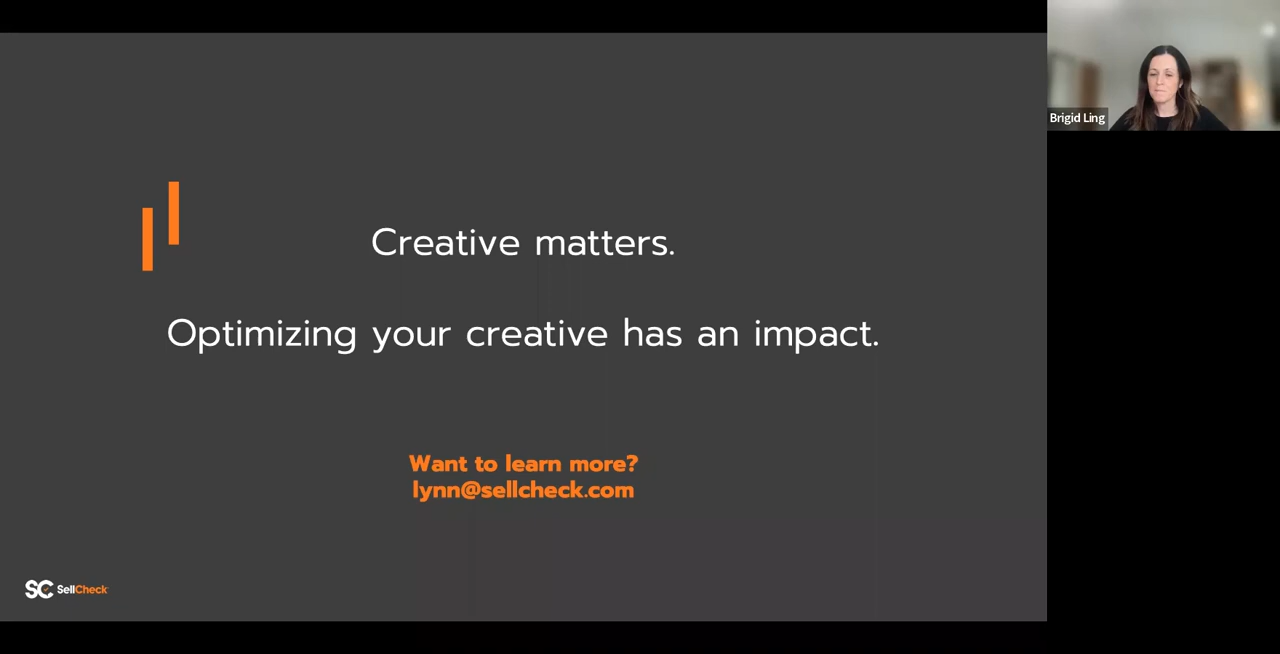 Creative matters.
Optimizing your creative has an impact.
Want to learn more?
lynn@sellcheck.com
SC SellCheck
Brigid Ling